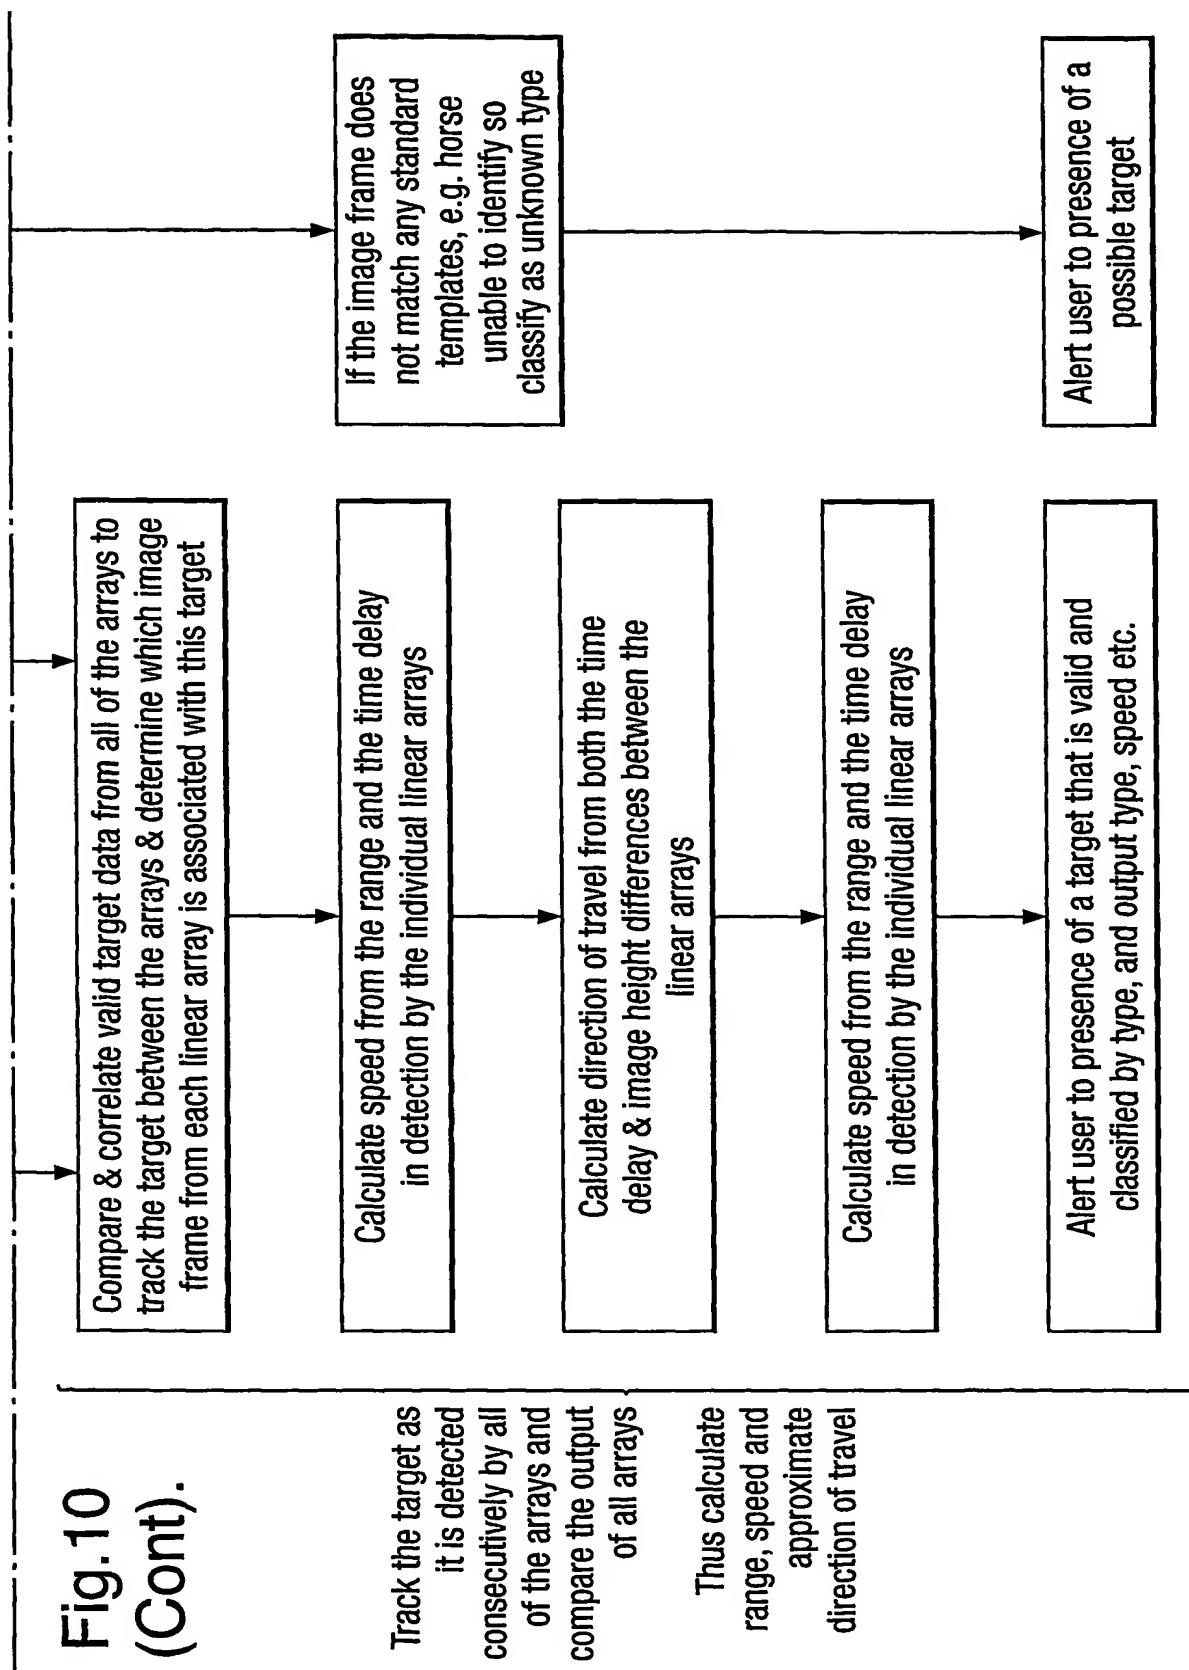 Fig.10
(Cont).
Track the target as
it is detected
consecutively by all
of the arrays and
compare the output
of all arrays
Thus calculate
range, speed and
approximate
direction of travel
Compare & correlate valid target data from all of the arrays to
track the target between the arrays & determine which image
frame from each linear array is associated with this target
Calculate speed from the range and the time delay
in detection by the individual linear arrays
Calculate direction of travel from both the time
delay & image height differences between the
linear arrays
Calculate speed from the range and the time delay
in detection by the individual linear arrays
Alert user to presence of a target that is valid and
classified by type, and output type, speed etc.
If the image frame does
not match any standard
templates, e.g. horse
unable to identify so
classify as unknown type
Alert user to presence of a
possible target